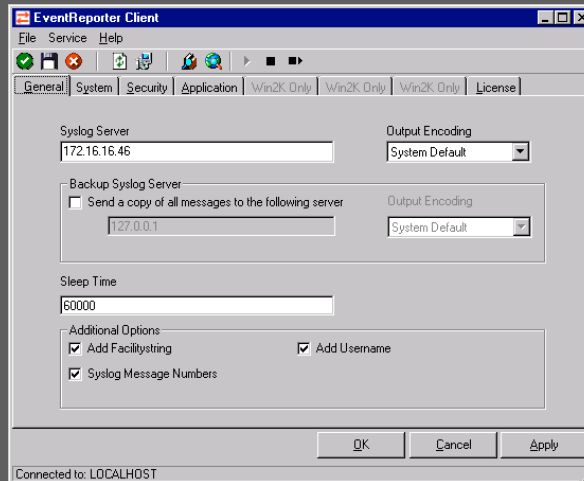 EventReporter Client
File Service Help
General System Security Application Win2K Only Win2K Only Win2K Only License
Syslog Server Output Encoding
172.16.16.46 System Default
Backup Syslog Server
Send a copy of all messages to the following server Output Encoding
127.0.0.1 System Default
Sleep Time
60000
Additional Options
Add Facilitystring Add Username
Syslog Message Numbers
OK Cancel Apply
Connected to: LOCALHOST